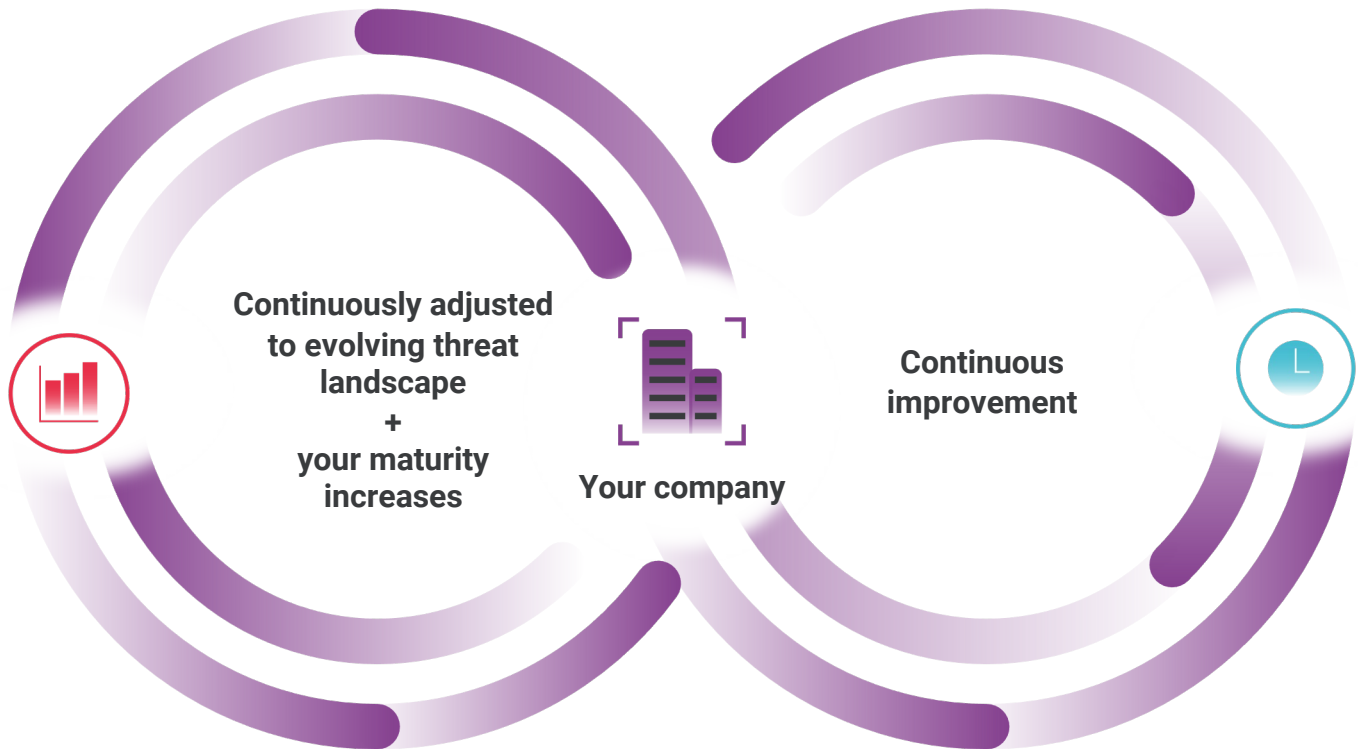 Continuously adjusted
to evolving threat
landscape
+
your maturity
increases
Your company
Continuous
improvement